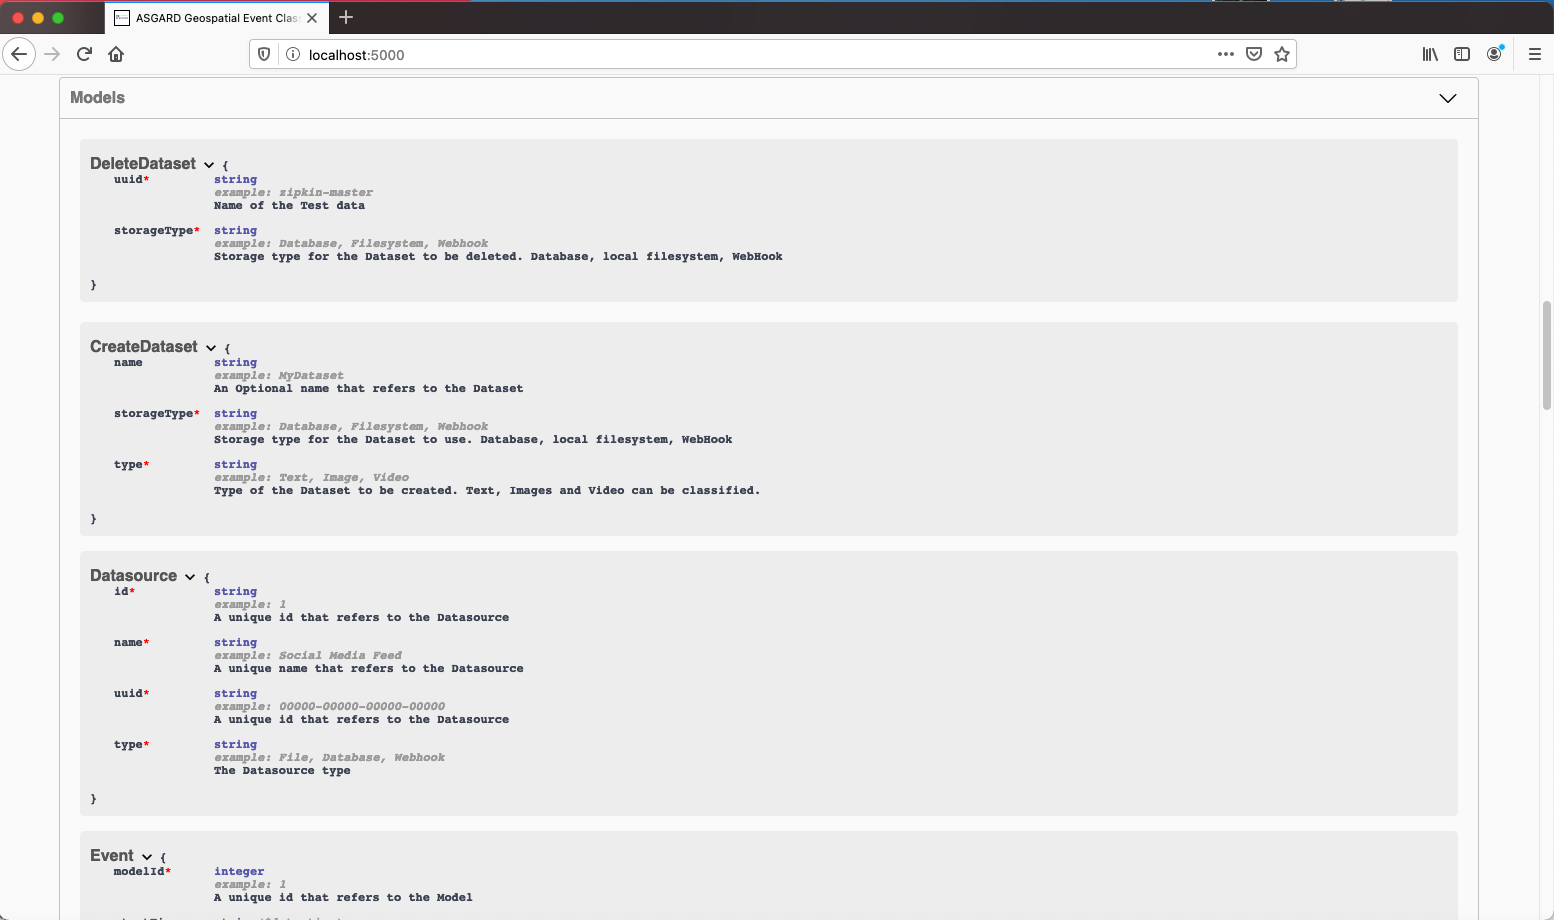 ASGARD Geospatial Event Clas
localhost:5000
Models
DeleteDataset {
uuid* string
example: zipkin-master
Name of the Test data
storageType* string
example: Database, Filesystem, Webhook
Storage type for the Dataset to be deleted. Database, local filesystem, WebHook
}
CreateDataset {
name string
example: MyDataset
An Optional name that refers to the Dataset
storageType* string
example: Database, Filesystem, Webhook
Storage type for the Dataset to use. Database, local filesystem, WebHook
type* string
example: Text, Image, Video
Type of the Dataset to be created. Text, Images and Video can be classified.
}
Datasource {
id* string
example: 1
A unique id that refers to the Datasource
name* string
example: Social Media Feed
A unique name that refers to the Datasource
uuid* string
example: 00000-00000-00000-00000
A unique id that refers to the Datasource
type* string
example: File, Database, Webhook
The Datasource type
}
Event {
modelId* integer
example: 1
A unique id that refers to the Model